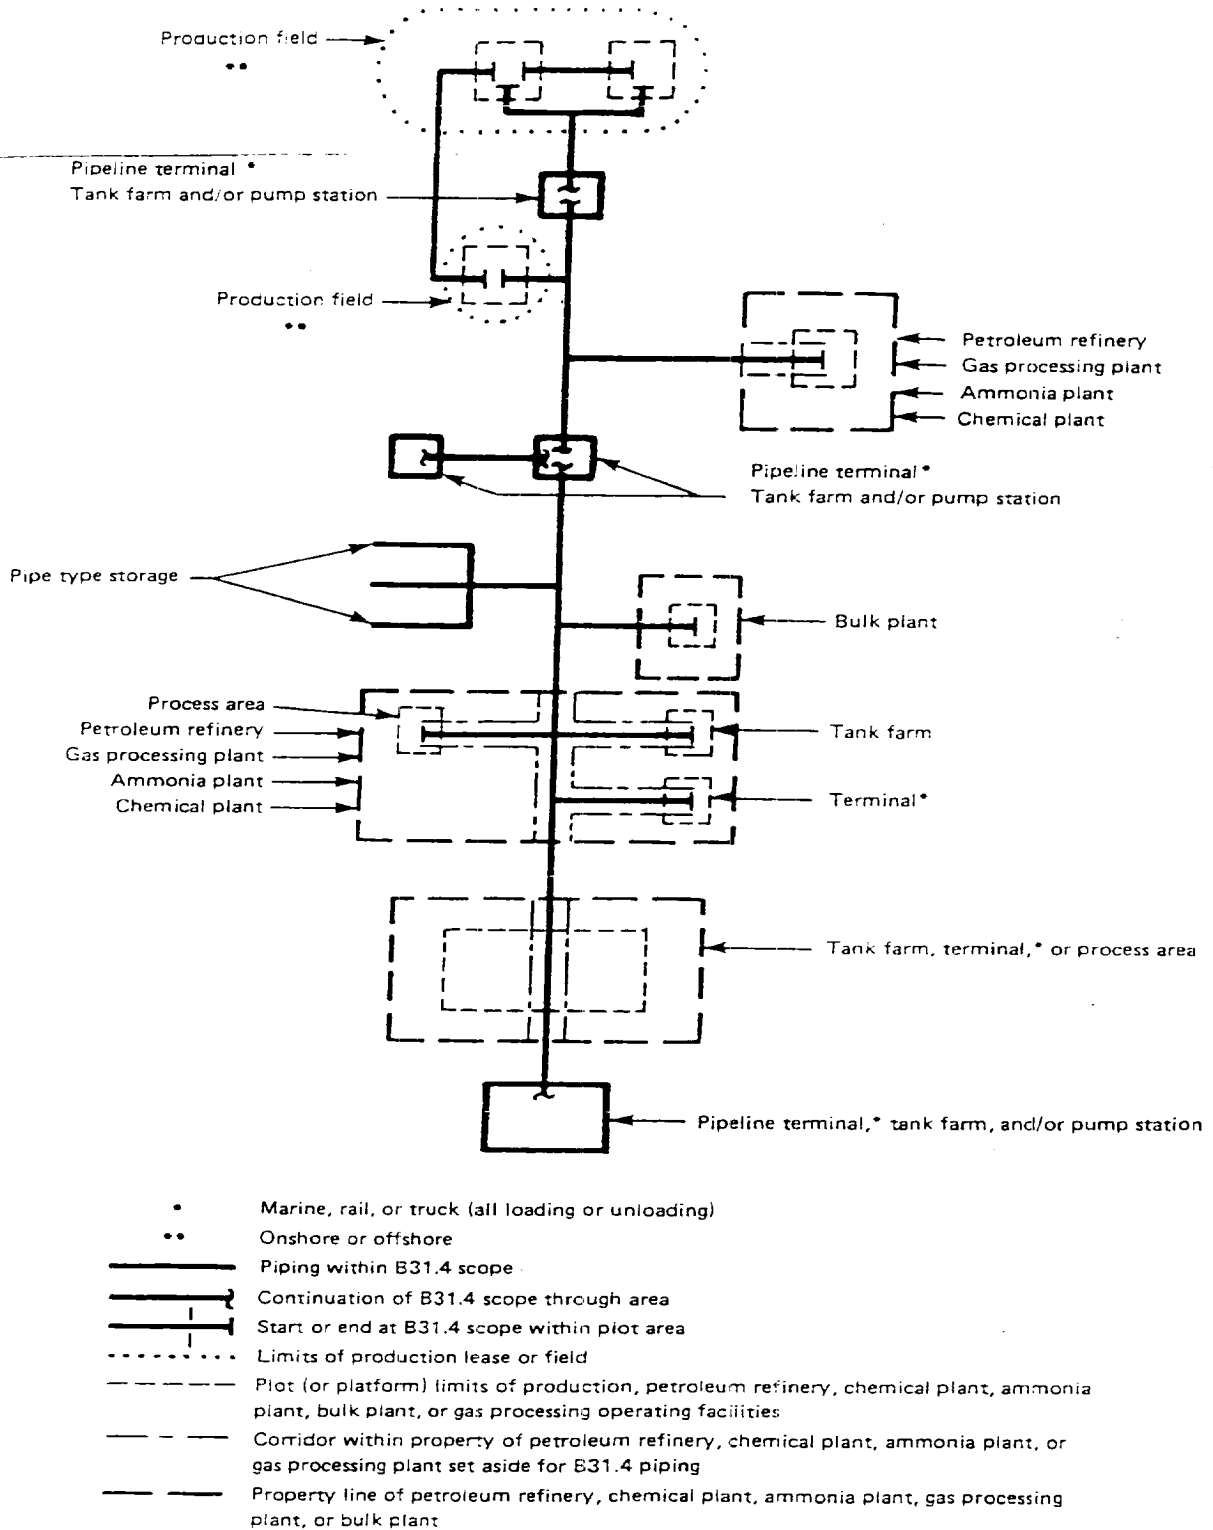 Production field
••
Pipeline terminal *
Tank farm and/or pump station
Production field
••
Petroleum refinery
Gas processing plant
Ammonia plant
Chemical plant
Pipeline terminal*
Tank farm and/or pump station
Pipe type storage
Bulk plant
Process area
Petroleum refinery
Gas processing plant
Ammonia plant
Chemical plant
Tank farm
Terminal*
Tank farm, terminal,* or process area
Pipeline terminal,* tank farm, and/or pump station
• Marine, rail, or truck (all loading or unloading)
•• Onshore or offshore
Piping within B31.4 scope
Continuation of B31.4 scope through area
Start or end at B31.4 scope within plot area
Limits of production lease or field
Plot (or platform) limits of production, petroleum refinery, chemical plant, ammonia
plant, bulk plant, or gas processing operating facilities
Corridor within property of petroleum refinery, chemical plant, ammonia plant, or
gas processing plant set aside for B31.4 piping
Property line of petroleum refinery, chemical plant, ammonia plant, gas processing
plant, or bulk plant